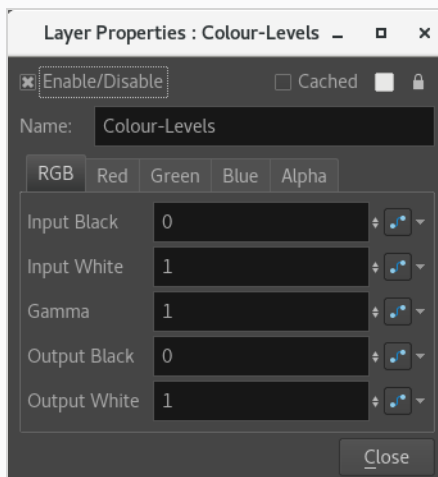 Layer Properties : Colour-Levels
Enable/Disable Cached
Name: Colour-Levels
RGB Red Green Blue Alpha
Input Black 0
Input White 1
Gamma 1
Output Black 0
Output White 1
Close